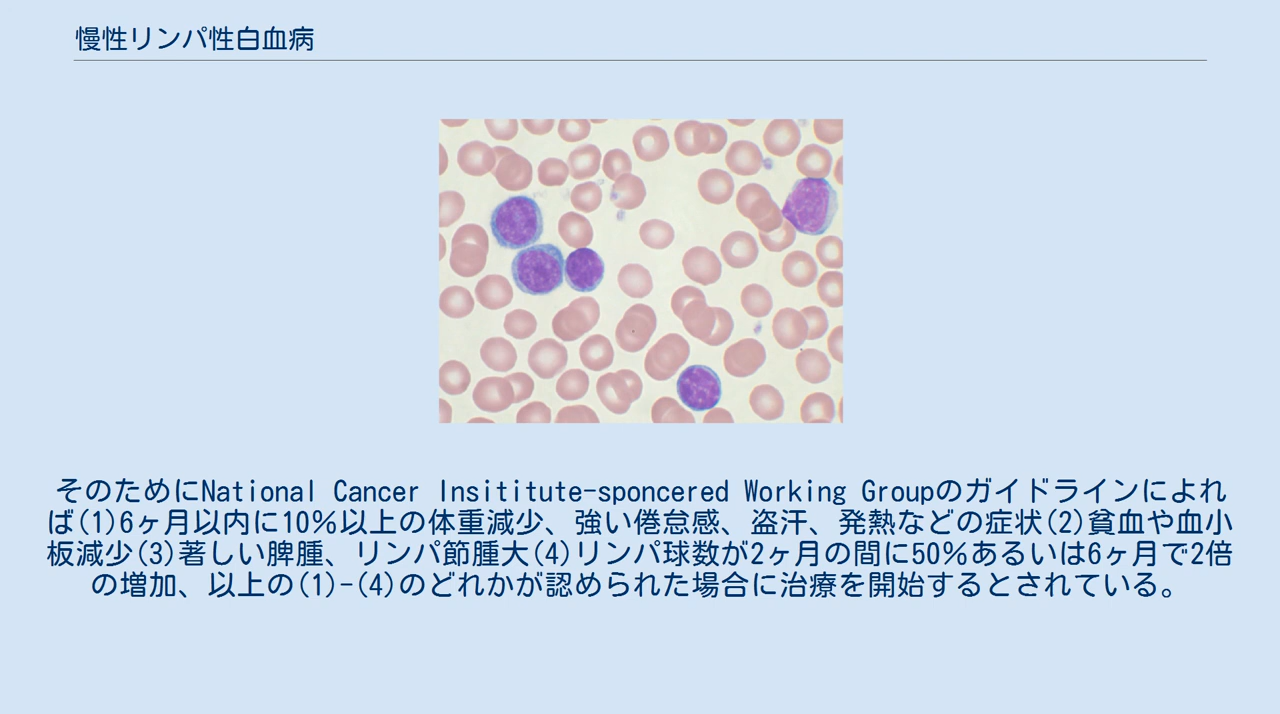 慢性リンパ性白血病
そのためにNational Cancer Insititute-sponcered Working Groupのガイドラインによれ
ば(1)6ヶ月以内に10％以上の体重減少、強い倦怠感、盗汗、発熱などの症状(2)貧血や血小
板減少(3)著しい脾腫、リンパ節腫大(4)リンパ球数が2ヶ月の間に50％あるいは6ヶ月で2倍
の増加、以上の(1)-(4)のどれかが認められた場合に治療を開始するとされている。